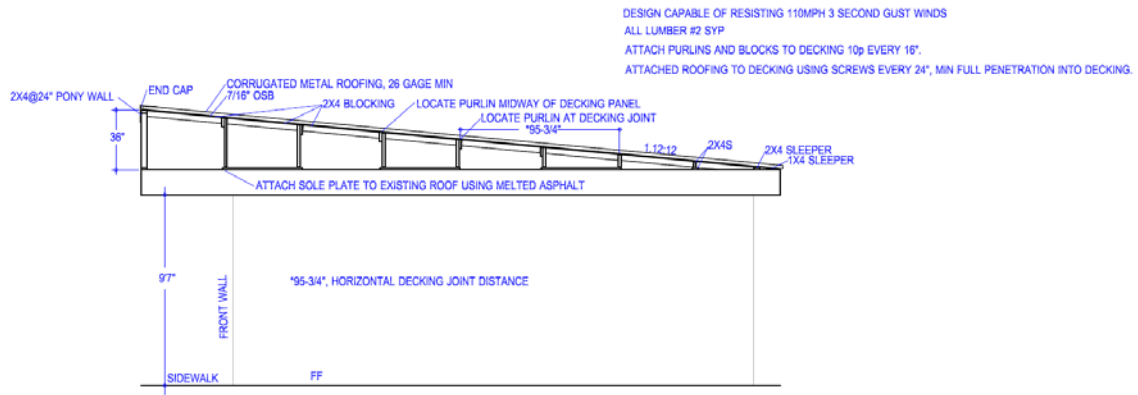 DESIGN CAPABLE OF RESISTING 110MPH 3 SECOND GUST WINDS
ALL LUMBER #2 SYP
ATTACH PURLINS AND BLOCKS TO DECKING 10p EVERY 16".
ATTACHED ROOFING TO DECKING USING SCREWS EVERY 24", MIN FULL PENETRATION INTO DECKING.
END CAP
CORRUGATED METAL ROOFING, 26 GAGE MIN
2X4@24" PONY WALL
7/16" OSB
2X4 BLOCKING
LOCATE PURLIN MIDWAY OF DECKING PANEL
LOCATE PURLIN AT DECKING JOINT
*95-3/4"
36"
1.12:12
2X4S
2X4 SLEEPER
1X4 SLEEPER
ATTACH SOLE PLATE TO EXISTING ROOF USING MELTED ASPHALT
9'7"
FRONT WALL
*95-3/4", HORIZONTAL DECKING JOINT DISTANCE
SIDEWALK
FF